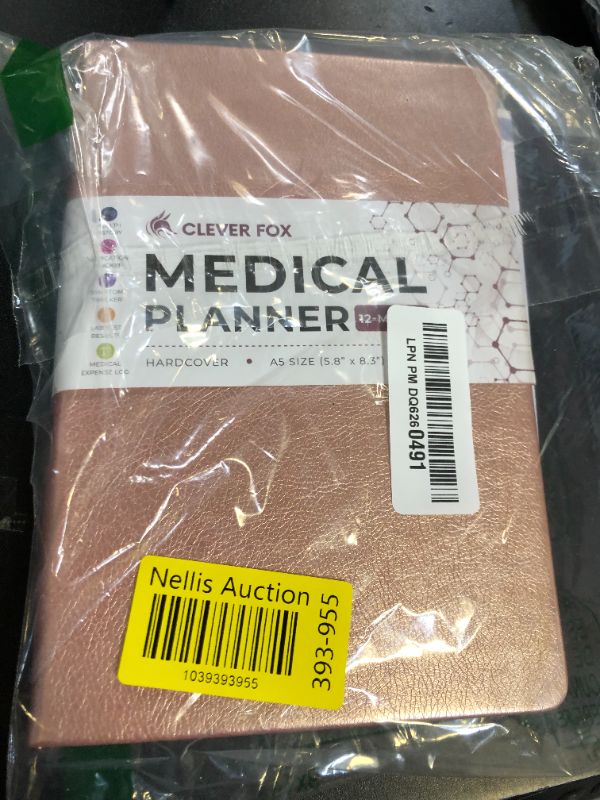 CLEVER FOX
MEDICAL
PLANNER 12-M
HARDCOVER • A5 SIZE (5.8" x 8.3")
MEDICAL
EXPENSE LOG
LPN PM DQ6260491
Nellis Auction
1039393955
393-955